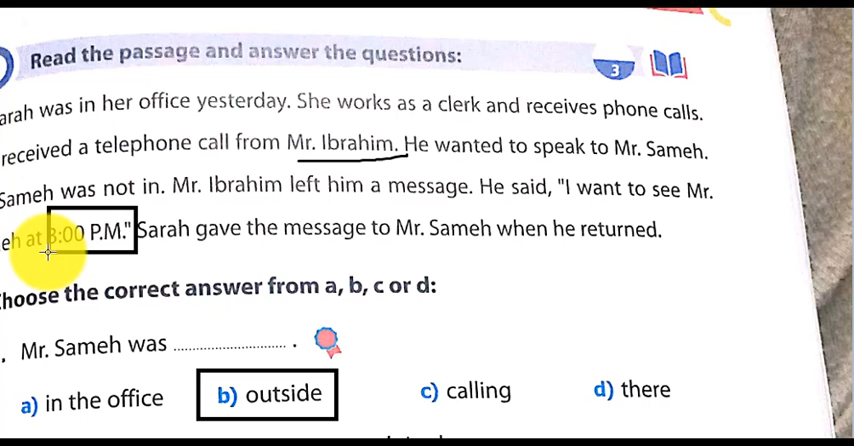 Read the passage and answer the questions:
3
arah was in her office yesterday. She works as a clerk and receives phone calls.
received a telephone call from Mr. Ibrahim. He wanted to speak to Mr. Sameh.
Sameh was not in. Mr. Ibrahim left him a message. He said, "I want to see Mr.
eh at 3:00 P.M." Sarah gave the message to Mr. Sameh when he returned.
Choose the correct answer from a, b, c or d:
. Mr. Sameh was .............................. .
a) in the office b) outside c) calling d) there